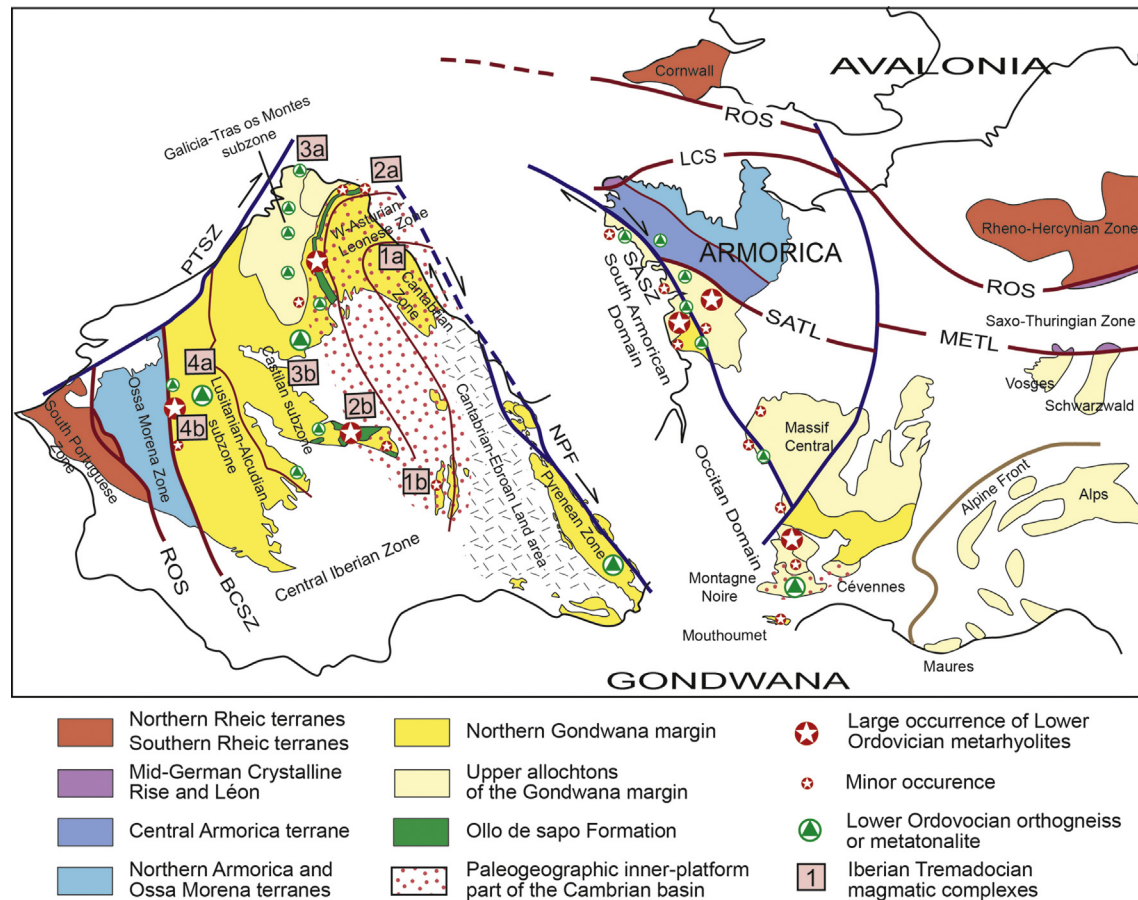 AVALONIA
Cornwall
ROS
Galicia-Tras os Montes
subzone
3a
2a
LCS
PTSZ
W-Asturian
Leonese Zone
1a
Cantabrian
Zone
ARMORICA
SASZ
South Armorican
Domain
SATL
Rheno-Hercynian Zone
ROS
Saxo-Thuringian Zone
METL
Vosges
Schwarzwald
4a
3b
Castilan subzone
Lusitanian-Alcudian
subzone
Ossa Morena Zone
South Portuguese
Zone
4b
2b
1b
Cantabrian-Ebroan Land area
NPF
Pyrenean Zone
ROS
BCSZ
Central Iberian Zone
Massif
Central
Occitan Domain
Alpine Front
Alps
Montagne
Noire
Cévennes
Mouthoumet
Maures
GONDWANA
Northern Rheic terranes
Southern Rheic terranes
Mid-German Crystalline
Rise and Léon
Central Armorica terrane
Northern Armorica and
Ossa Morena terranes
Northern Gondwana margin
Upper allochtons
of the Gondwana margin
Ollo de sapo Formation
Paleogeographic inner-platform
part of the Cambrian basin
Large occurrence of Lower
Ordovician metarhyolites
Minor occurence
Lower Ordovocian orthogneiss
or metatonalite
1
Iberian Tremadocian
magmatic complexes